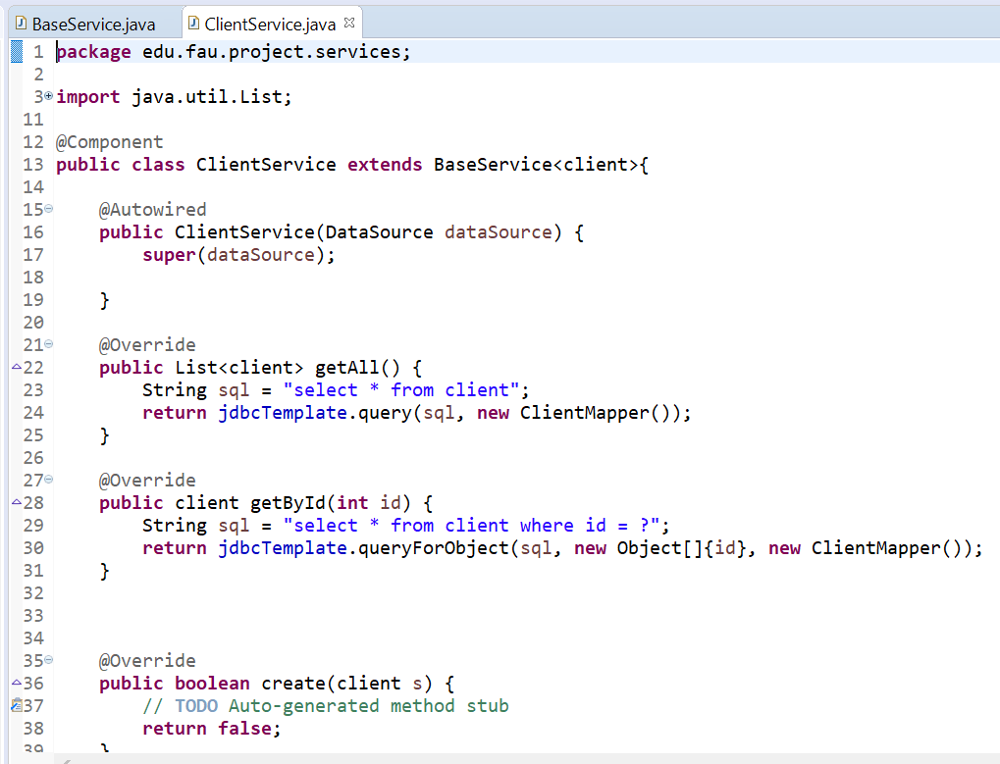 BaseService.java ClientService.java
1 package edu.fau.project.services;
2
3 import java.util.List;
11
12 @Component
13 public class ClientService extends BaseService<client>{
14
15 @Autowired
16 public ClientService(DataSource dataSource) {
17 super(dataSource);
18
19 }
20
21 @Override
22 public List<client> getAll() {
23 String sql = "select * from client";
24 return jdbcTemplate.query(sql, new ClientMapper());
25 }
26
27 @Override
28 public client getById(int id) {
29 String sql = "select * from client where id = ?";
30 return jdbcTemplate.queryForObject(sql, new Object[]{id}, new ClientMapper());
31 }
32
33
34
35 @Override
36 public boolean create(client s) {
37 // TODO Auto-generated method stub
38 return false;
39 }